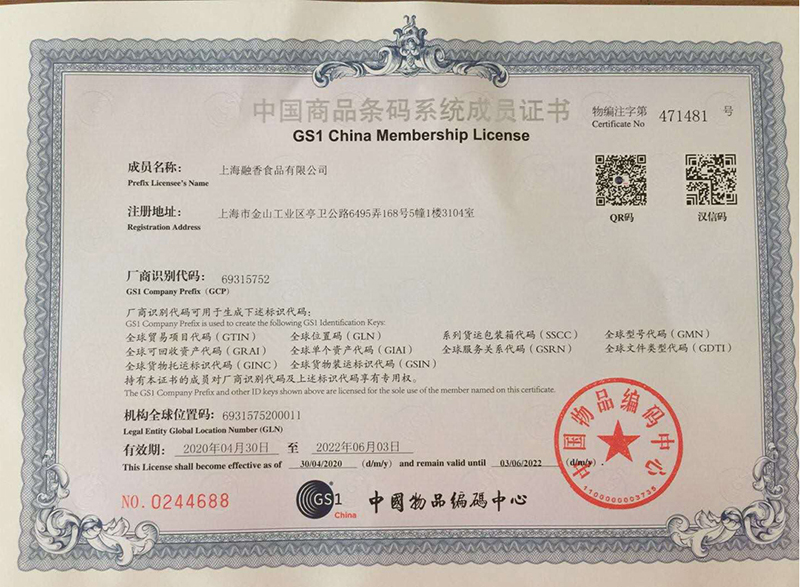 中国商品条码系统成员证书
GS1 China Membership License
物编注字第 471481 号
Certificate No
成员名称： 上海融香食品有限公司
Prefix Licensee's Name
注册地址： 上海市金山工业区亭卫公路6495弄168号5幢1楼3104室
Registration Address
QR码
汉信码
厂商识别代码： 69315752
GS1 Company Prefix (GCP)
厂商识别代码可用于生成下述标识代码：
GS1 Company Prefix is used to create the following GS1 Identification Keys:
全球贸易项目代码（GTIN） 全球位置码（GLN） 系列货运包装箱代码（SSCC） 全球型号代码（GMN）
全球可回收资产代码（GRAI） 全球单个资产代码（GIAI） 全球服务关系代码（GSRN） 全球文件类型代码（GDTI）
全球货物托运标识代码（GINC） 全球货物装运标识代码（GSIN）
持有本证书的成员对厂商识别代码及上述标识代码享有专用权。
The GS1 Company Prefix and other ID keys shown above are licensed for the sole use of the member named on this certificate.
机构全球位置码： 6931575200011
Legal Entity Global Location Number (GLN)
有效期： 2020年04月30日 至 2022年06月03日
This License shall become effective as of 30/04/2020 (d/m/y) and remain valid until 03/06/2022 (d/m/y).
NO. 0244688
GS1 China
中國物品編碼中心
中国物品编码中心
1100000003735